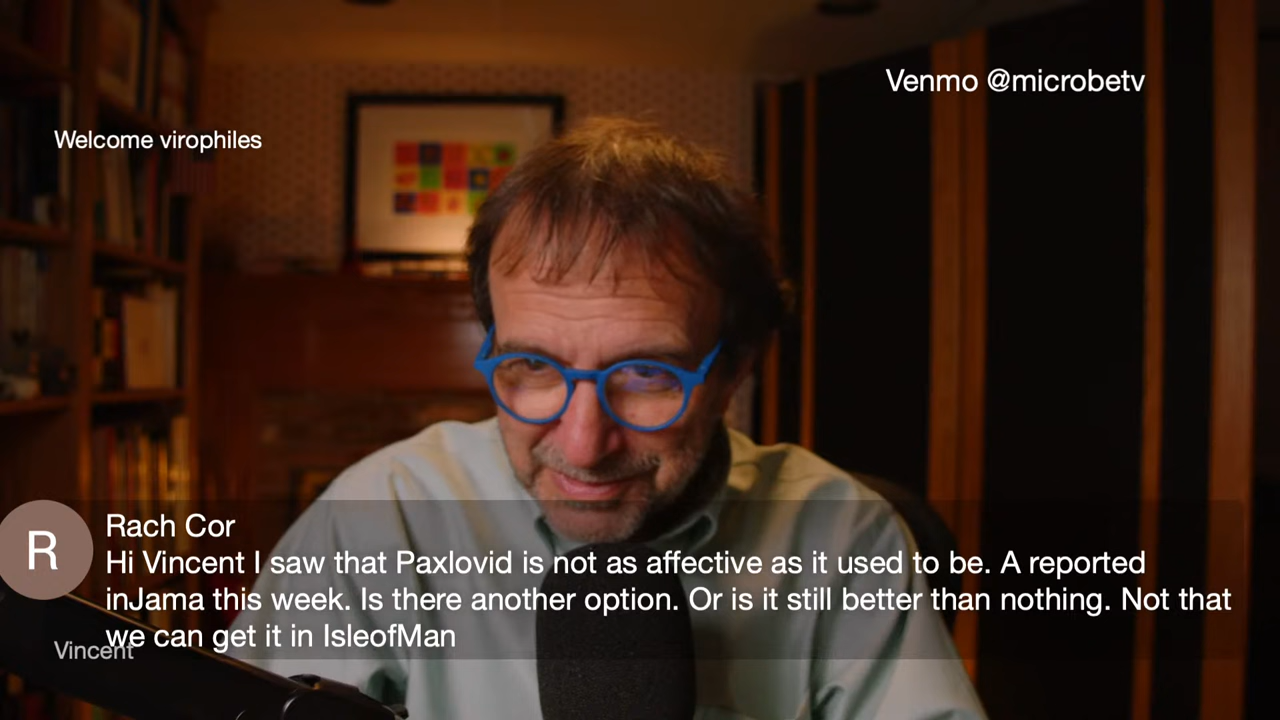 Venmo @microbetv
Welcome virophiles
R
Rach Cor
Hi Vincent I saw that Paxlovid is not as affective as it used to be. A reported
inJama this week. Is there another option. Or is it still better than nothing. Not that
we can get it in IsleofMan
Vincent